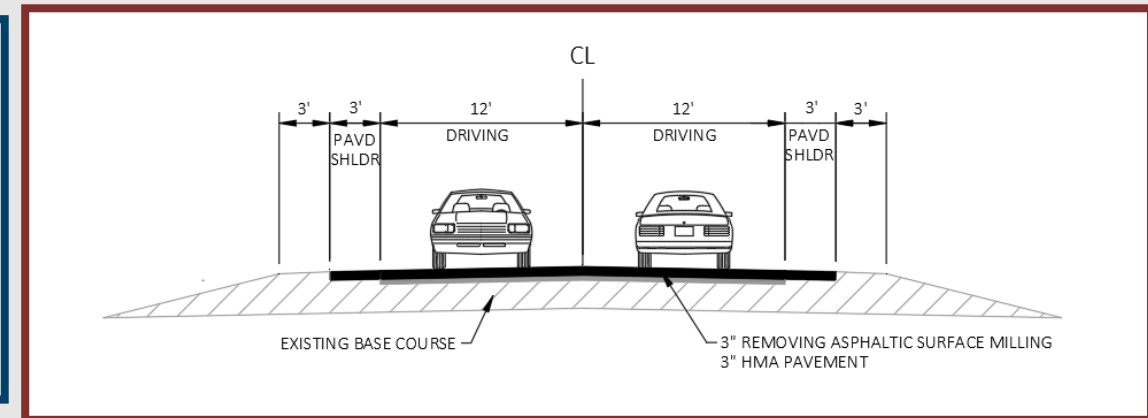 CL
3' 3' 12' 12' 3' 3'
PAVD DRIVING DRIVING PAVD
SHLDR SHLDR
EXISTING BASE COURSE
3" REMOVING ASPHALTIC SURFACE MILLING
3" HMA PAVEMENT